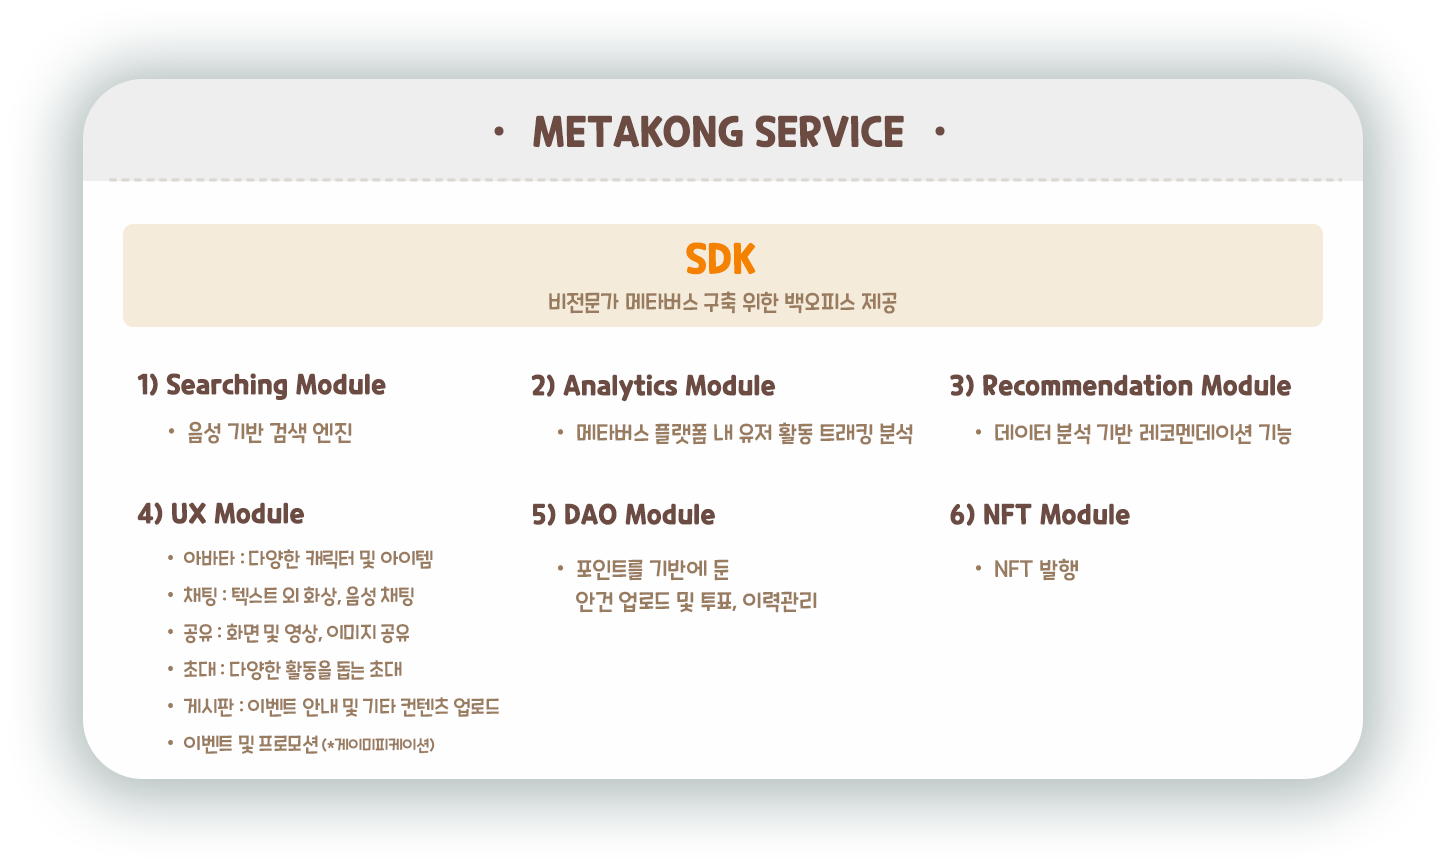 · METAKONG SERVICE ·
SDK
비전문가 메타버스 구축 위한 백오피스 제공
1) Searching Module
• 음성 기반 검색 엔진
2) Analytics Module
• 메타버스 플랫폼 내 유저 활동 트래킹 분석
3) Recommendation Module
• 데이터 분석 기반 레코멘데이션 기능
4) UX Module
• 아바타 : 다양한 캐릭터 및 아이템
• 채팅 : 텍스트 외 화상, 음성 채팅
• 공유 : 화면 및 영상, 이미지 공유
• 초대 : 다양한 활동을 돕는 초대
• 게시판 : 이벤트 안내 및 기타 컨텐츠 업로드
• 이벤트 및 프로모션 (*게이미피케이션)
5) DAO Module
• 포인트를 기반에 둔
안건 업로드 및 투표, 이력관리
6) NFT Module
• NFT 발행